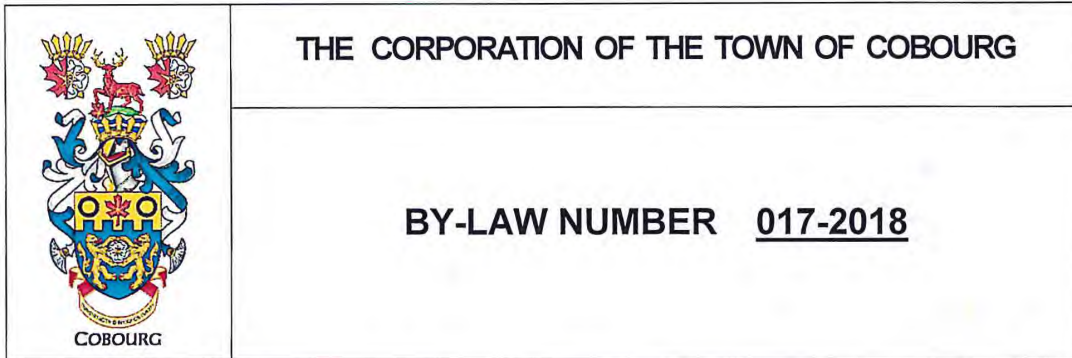 THE CORPORATION OF THE TOWN OF COBOURG
BY-LAW NUMBER 017-2018
COBOURG